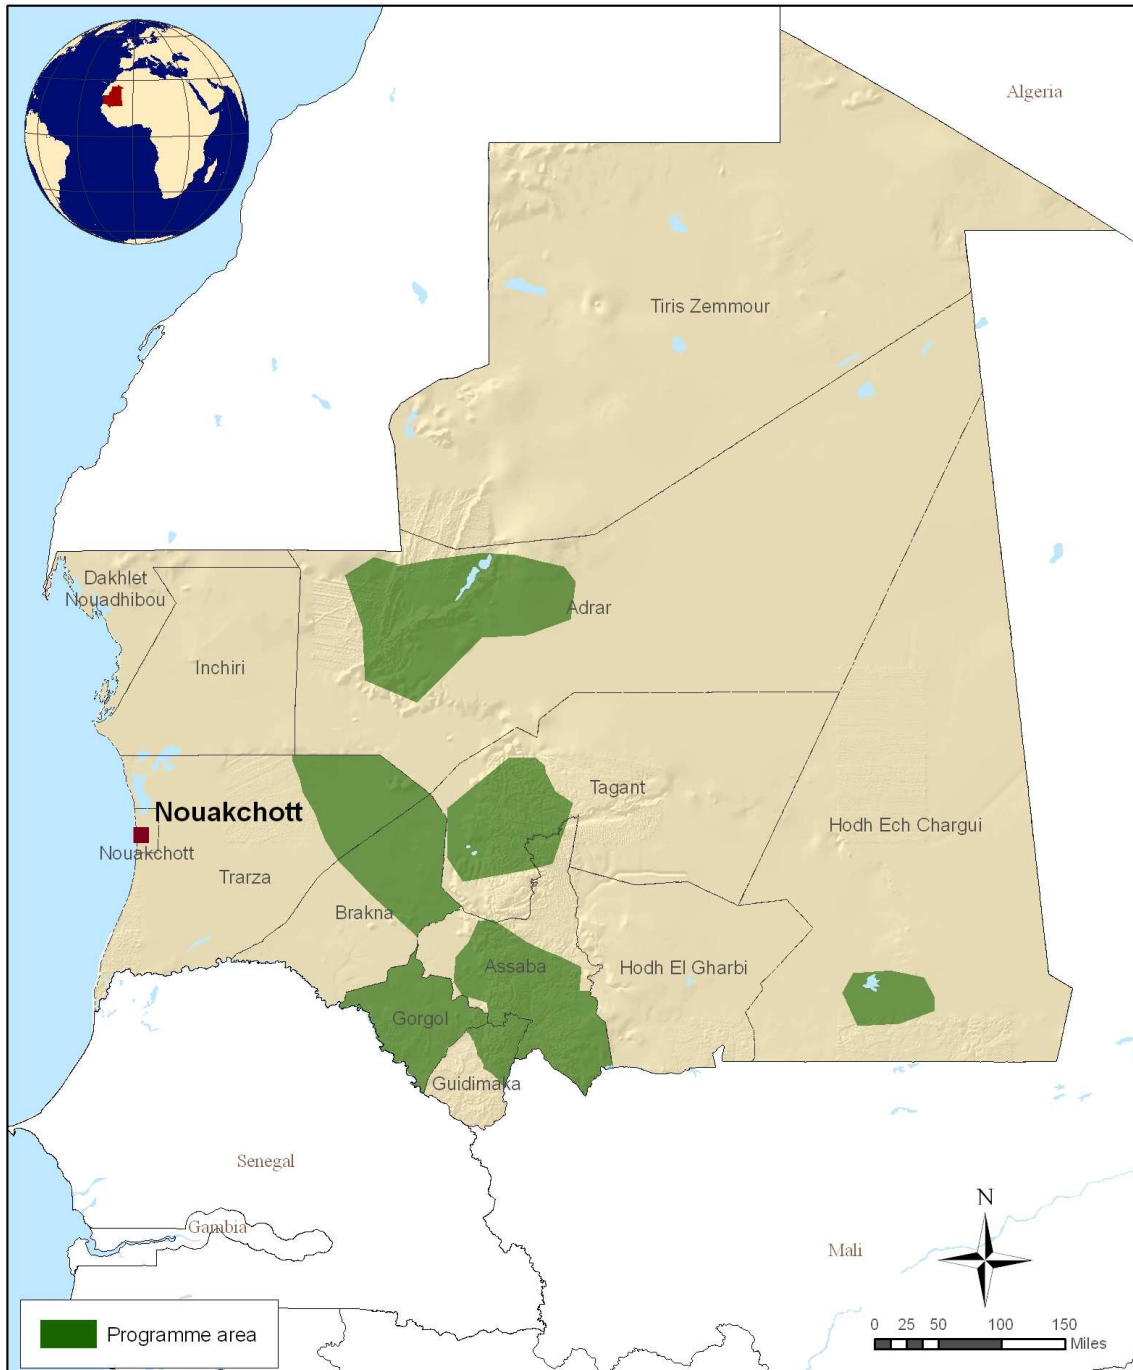 Algeria
Tiris Zemmour
Dakhlet
Nouadhibou
Adrar
Inchiri
Tagant
Nouakchott
Hodh Ech Chargui
Nouakchott
Trarza
Brakna
Assaba
Hodh El Gharbi
Gorgol
Guidimaka
Senegal
Gambia
Mali
N
Programme area
0 25 50 100 150
Miles